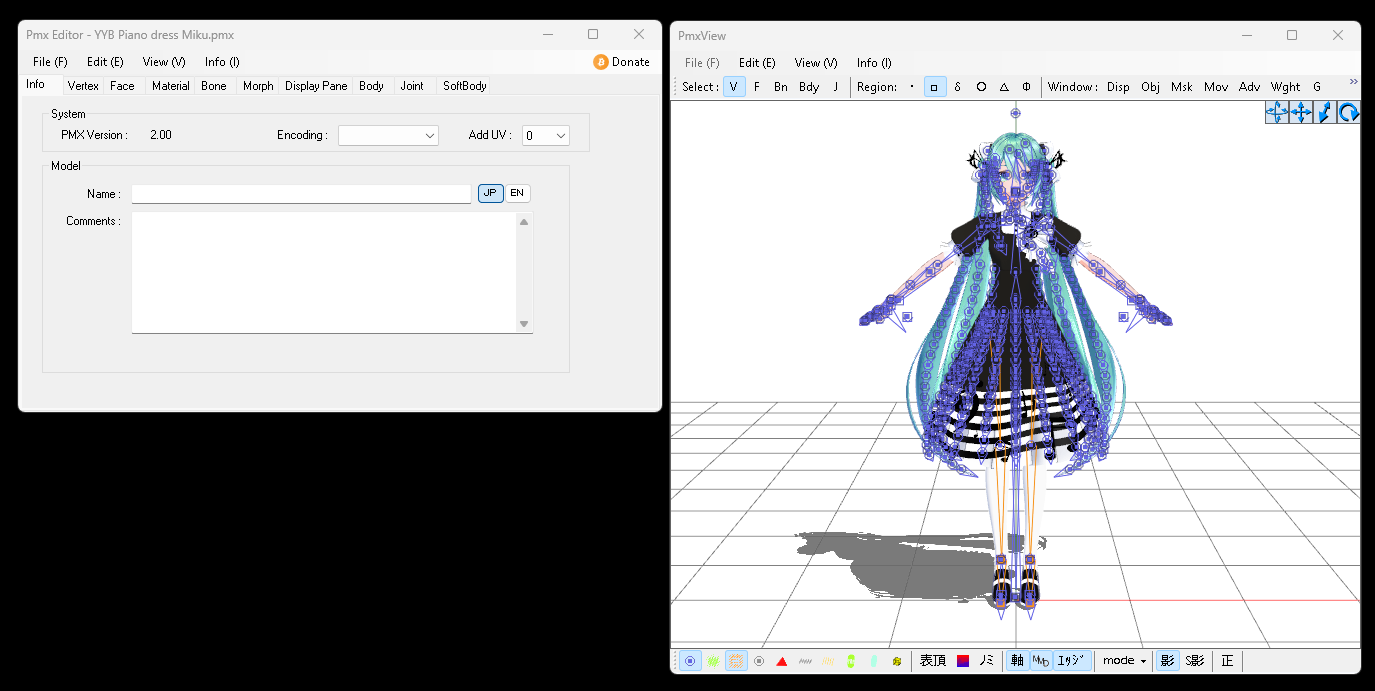 Pmx Editor - YYB Piano dress Miku.pmx
File (F) Edit (E) View (V) Info (I) Donate
Info Vertex Face Material Bone Morph Display Pane Body Joint SoftBody
System
PMX Version : 2.00 Encoding : Add UV : 0
Model
Name : JP EN
Comments :
PmxView
File (F) Edit (E) View (V) Info (I)
Select : V F Bn Bdy J Region: Window : Disp Obj Msk Mov Adv Wght G
表頂 ノミ 軸 MMD エッジ mode 影 S影 正